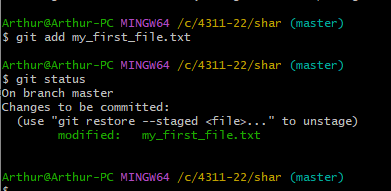 Arthur@Arthur-PC MINGW64 /c/4311-22/shar (master)
$ git add my_first_file.txt
Arthur@Arthur-PC MINGW64 /c/4311-22/shar (master)
$ git status
On branch master
Changes to be committed:
  (use "git restore --staged <file>..." to unstage)
        modified:   my_first_file.txt
Arthur@Arthur-PC MINGW64 /c/4311-22/shar (master)
$